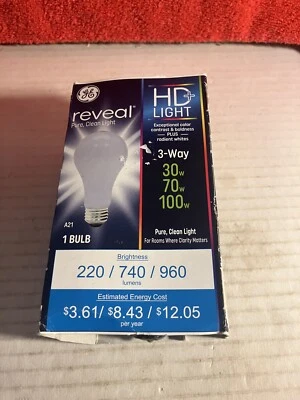 GE
reveal
Pure, Clean Light
HD+
LIGHT
Exceptional color
contrast & boldness
PLUS
radiant whites
3-Way
30w
70w
100w
Pure, Clean Light
For Rooms Where Clarity Matters
A21
1 BULB
Brightness
220 / 740 / 960
lumens
Estimated Energy Cost
$3.61/ $8.43 / $12.05
per year